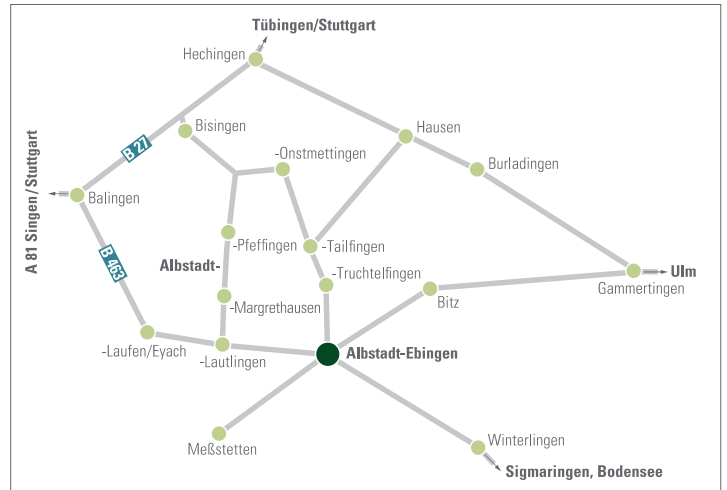 Tübingen/Stuttgart
Hechingen
B 27
Bisingen
Hausen
-Onstmettingen
Burladingen
A 81 Singen/Stuttgart
Balingen
B 463
-Pfeffingen
-Tailfingen
Albstadt-
-Truchtelfingen
Ulm
Gammertingen
-Margrethausen
Bitz
-Laufen/Eyach
-Lautlingen
Albstadt-Ebingen
Meßstetten
Winterlingen
Sigmaringen, Bodensee